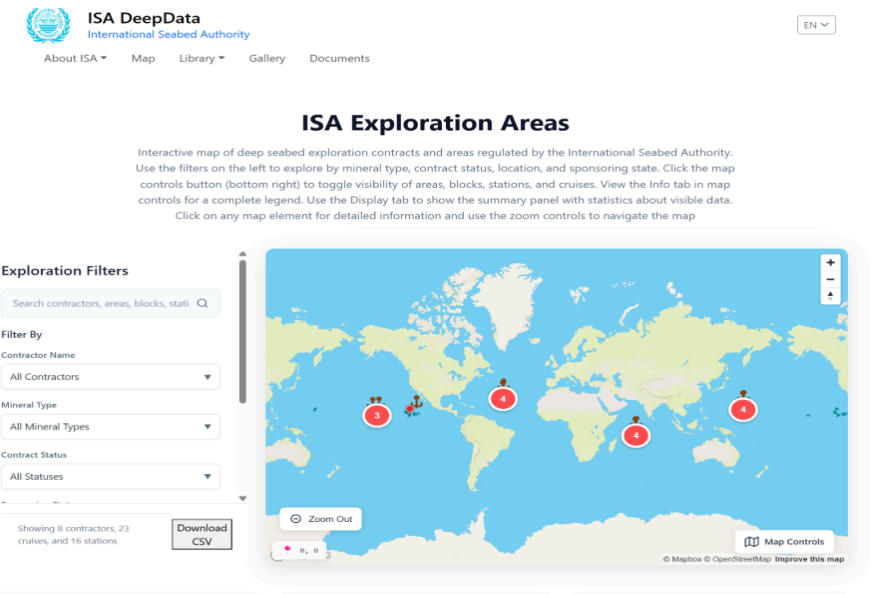 ISA DeepData
International Seabed Authority
EN
About ISA
Map
Library
Gallery
Documents
ISA Exploration Areas
Interactive map of deep seabed exploration contracts and areas regulated by the International Seabed Authority.
Use the filters on the left to explore by mineral type, contract status, location, and sponsoring state. Click the map
controls button (bottom right) to toggle visibility of areas, blocks, stations, and cruises. View the Info tab in map
controls for a complete legend. Use the Display tab to show the summary panel with statistics about visible data.
Click on any map element for detailed information and use the zoom controls to navigate the map
Exploration Filters
Search contractors, areas, blocks, stati
Filter By
Contractor Name
All Contractors
Mineral Type
All Mineral Types
Contract Status
All Statuses
Showing 8 contractors, 23
cruises, and 16 stations
Download
CSV
3
4
4
4
Zoom Out
0, 0
Map Controls
© Mapbox © OpenStreetMap Improve this map